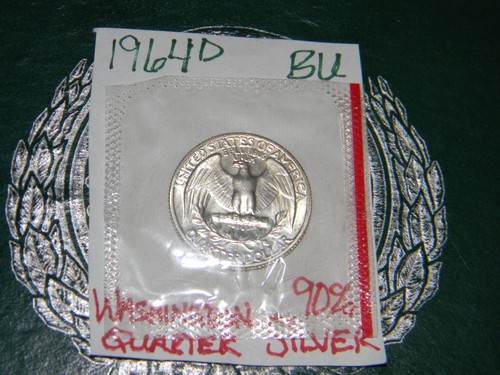 1964D BU
UNITED STATES OF AMERICA
QUARTER DOLLAR
WASHINGTON 90%
QUARTER SILVER